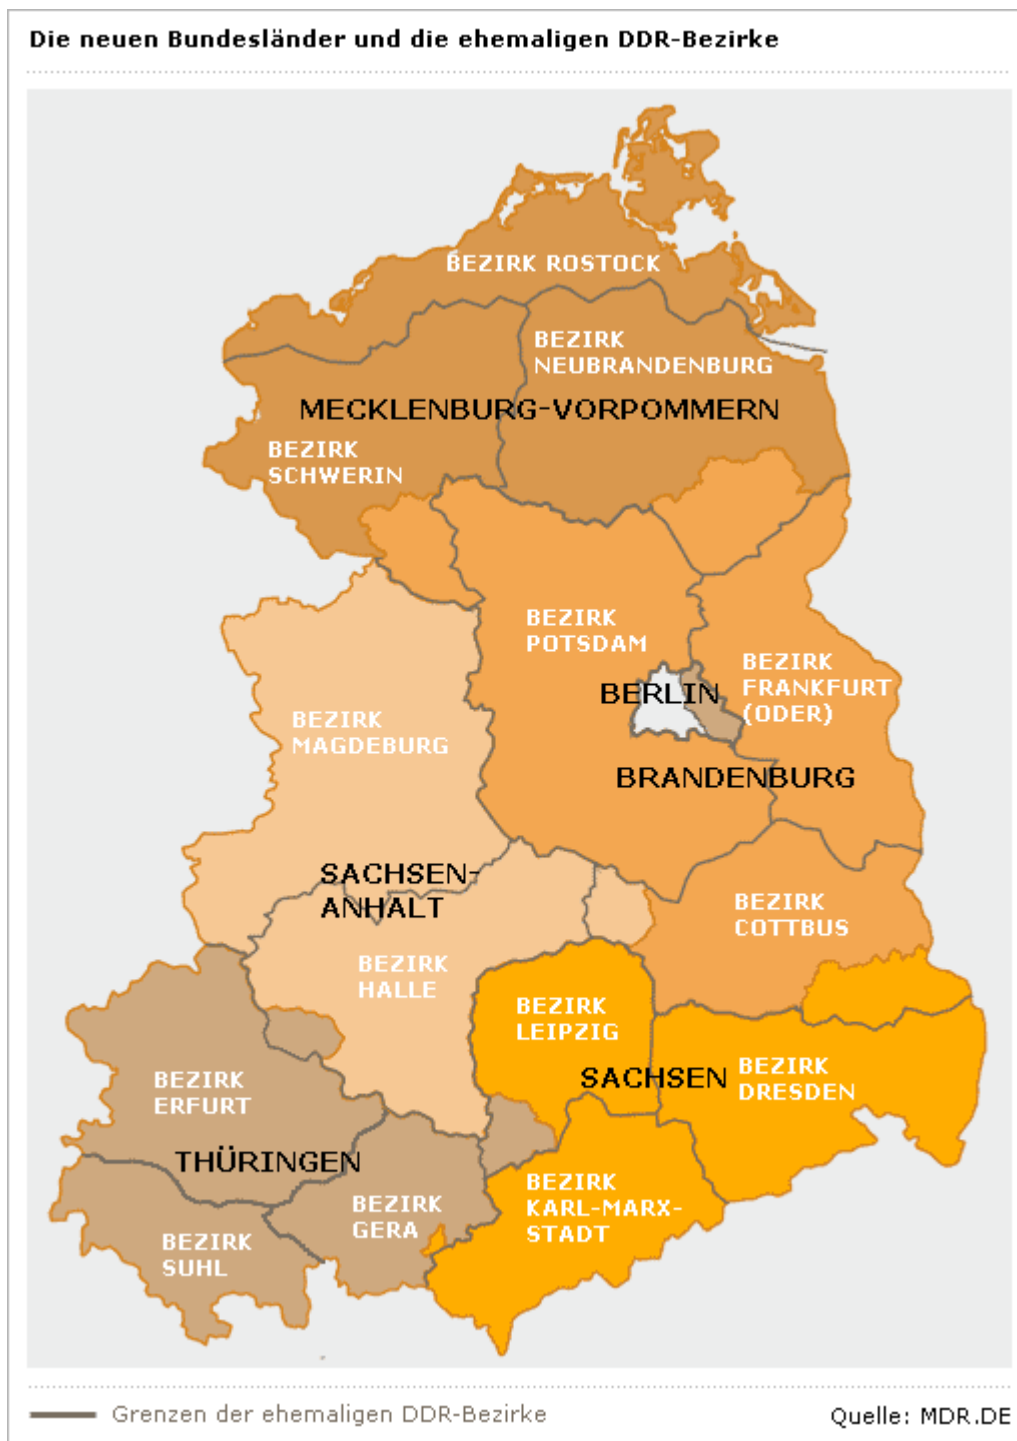 Die neuen Bundesländer und die ehemaligen DDR-Bezirke
BEZIRK ROSTOCK
BEZIRK
NEUBRANDENBURG
MECKLENBURG-VORPOMMERN
BEZIRK
SCHWERIN
BEZIRK
POTSDAM
BEZIRK
FRANKFURT
(ODER)
BERLIN
BEZIRK
MAGDEBURG
BRANDENBURG
SACHSEN-
ANHALT
BEZIRK
COTTBUS
BEZIRK
HALLE
BEZIRK
LEIPZIG
SACHSEN
BEZIRK
DRESDEN
BEZIRK
ERFURT
THÜRINGEN
BEZIRK
KARL-MARX-
STADT
BEZIRK
GERA
BEZIRK
SUHL
Grenzen der ehemaligen DDR-Bezirke
Quelle: MDR.DE